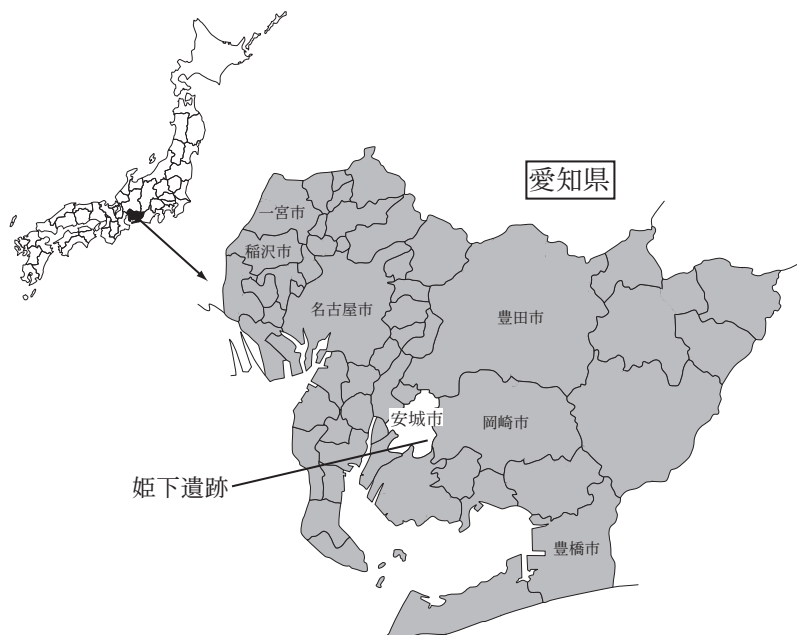 愛知県
一宮市
稲沢市
名古屋市
豊田市
安城市
岡崎市
姫下遺跡
豊橋市